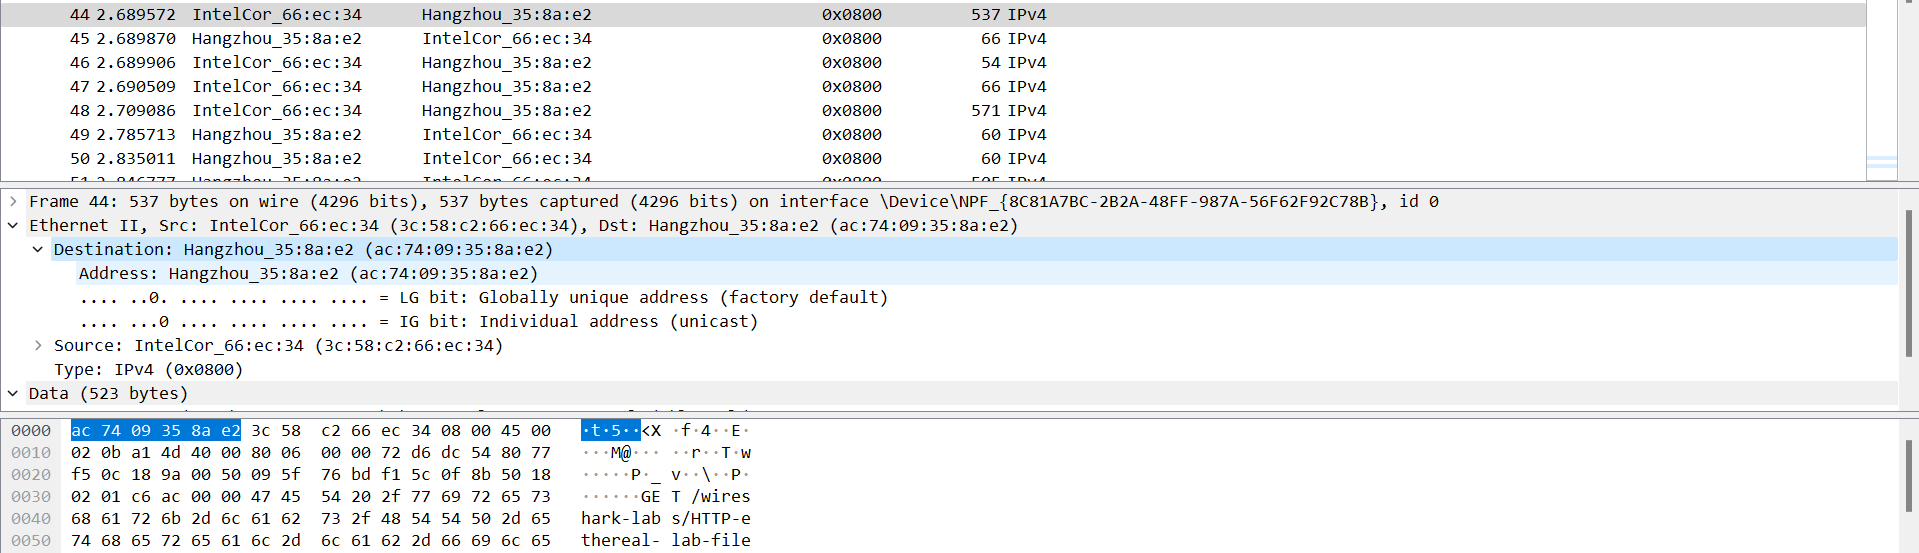 44 2.689572 IntelCor_66:ec:34 Hangzhou_35:8a:e2 0x0800 537 IPv4
45 2.689870 Hangzhou_35:8a:e2 IntelCor_66:ec:34 0x0800 66 IPv4
46 2.689906 IntelCor_66:ec:34 Hangzhou_35:8a:e2 0x0800 54 IPv4
47 2.690509 IntelCor_66:ec:34 Hangzhou_35:8a:e2 0x0800 66 IPv4
48 2.709086 IntelCor_66:ec:34 Hangzhou_35:8a:e2 0x0800 571 IPv4
49 2.785713 Hangzhou_35:8a:e2 IntelCor_66:ec:34 0x0800 60 IPv4
50 2.835011 Hangzhou_35:8a:e2 IntelCor_66:ec:34 0x0800 60 IPv4
Frame 44: 537 bytes on wire (4296 bits), 537 bytes captured (4296 bits) on interface \Device\NPF_{8C81A7BC-2B2A-48FF-987A-56F62F92C78B}, id 0
Ethernet II, Src: IntelCor_66:ec:34 (3c:58:c2:66:ec:34), Dst: Hangzhou_35:8a:e2 (ac:74:09:35:8a:e2)
Destination: Hangzhou_35:8a:e2 (ac:74:09:35:8a:e2)
Address: Hangzhou_35:8a:e2 (ac:74:09:35:8a:e2)
.... ..0. .... .... .... .... = LG bit: Globally unique address (factory default)
.... ...0 .... .... .... .... = IG bit: Individual address (unicast)
Source: IntelCor_66:ec:34 (3c:58:c2:66:ec:34)
Type: IPv4 (0x0800)
Data (523 bytes)
0000 ac 74 09 35 8a e2 3c 58 c2 66 ec 34 08 00 45 00 ·t·5··<X ·f·4··E·
0010 02 0b a1 4d 40 00 80 06 00 00 72 d6 dc 54 80 77 ···M@··· ··r··T·w
0020 f5 0c 18 9a 00 50 09 5f 76 bd f1 5c 0f 8b 50 18 ·····P·_ v··\··P·
0030 02 01 c6 ac 00 00 47 45 54 20 2f 77 69 72 65 73 ······GE T /wires
0040 68 61 72 6b 2d 6c 61 62 73 2f 48 54 54 50 2d 65 hark-lab s/HTTP-e
0050 74 68 65 72 65 61 6c 2d 6c 61 62 2d 66 69 6c 65 thereal- lab-file